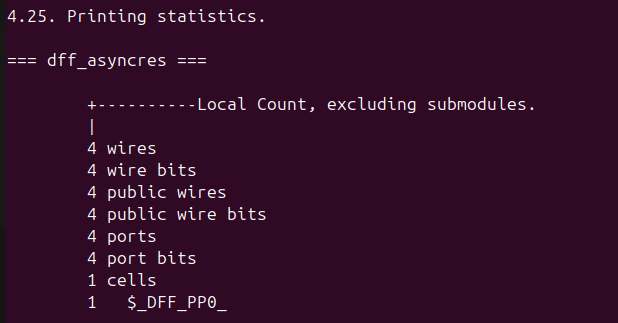 4.25. Printing statistics.
=== dff_asyncres ===
+----------Local Count, excluding submodules.
|
4 wires
4 wire bits
4 public wires
4 public wire bits
4 ports
4 port bits
1 cells
1   $_DFF_PP0_